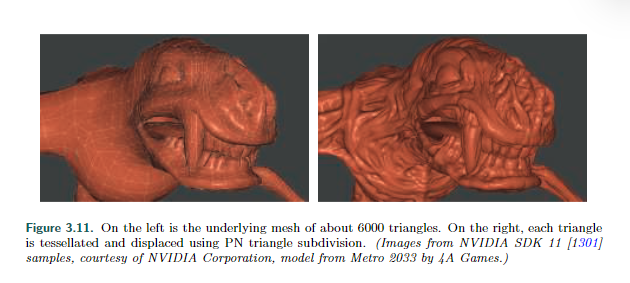 Figure 3.11. On the left is the underlying mesh of about 6000 triangles. On the right, each triangle
is tessellated and displaced using PN triangle subdivision. (Images from NVIDIA SDK 11 [1301]
samples, courtesy of NVIDIA Corporation, model from Metro 2033 by 4A Games.)